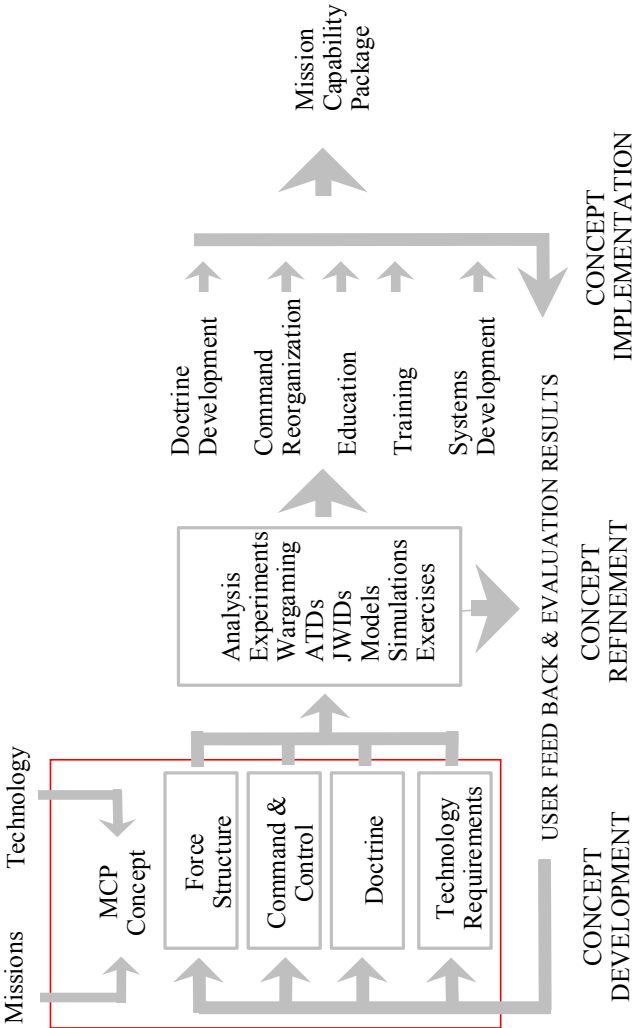 Missions
Technology
MCP
Concept
Force
Structure
Command &
Control
Doctrine
Technology
Requirements
Analysis
Experiments
Wargaming
ATDs
JWIDs
Models
Simulations
Exercises
Doctrine
Development
Command
Reorganization
Education
Training
Systems
Development
Mission
Capability
Package
USER FEED BACK & EVALUATION RESULTS
CONCEPT
DEVELOPMENT
CONCEPT
REFINEMENT
CONCEPT
IMPLEMENTATION